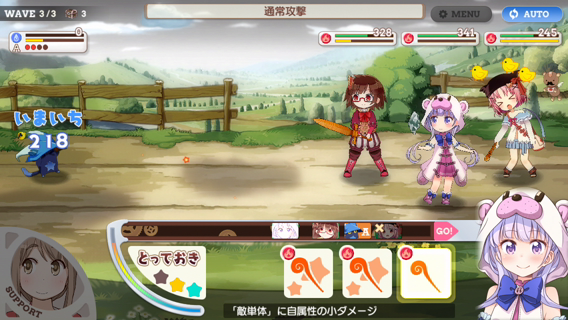 WAVE 3/3 3
通常攻撃
MENU
AUTO
0
A
328
341
245
いまいち
218
A
GO!
とっておき
SUPPORT
「敵単体」に自属性の小ダメージ